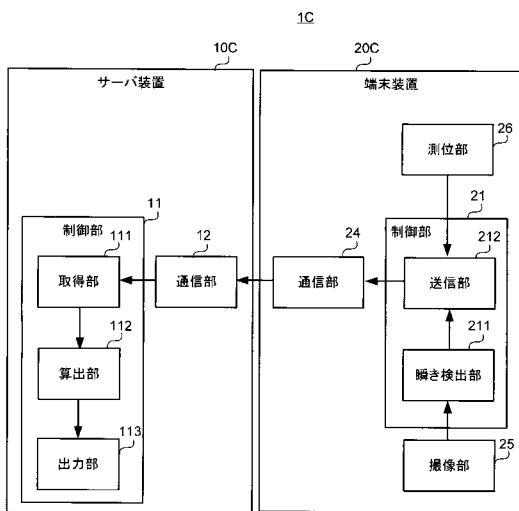 1C
10C
20C
サーバ装置
端末装置
26
測位部
21
11
制御部
制御部
111
12
24
212
取得部
通信部
通信部
送信部
112
211
算出部
瞬き検出部
113
出力部
撮像部
25